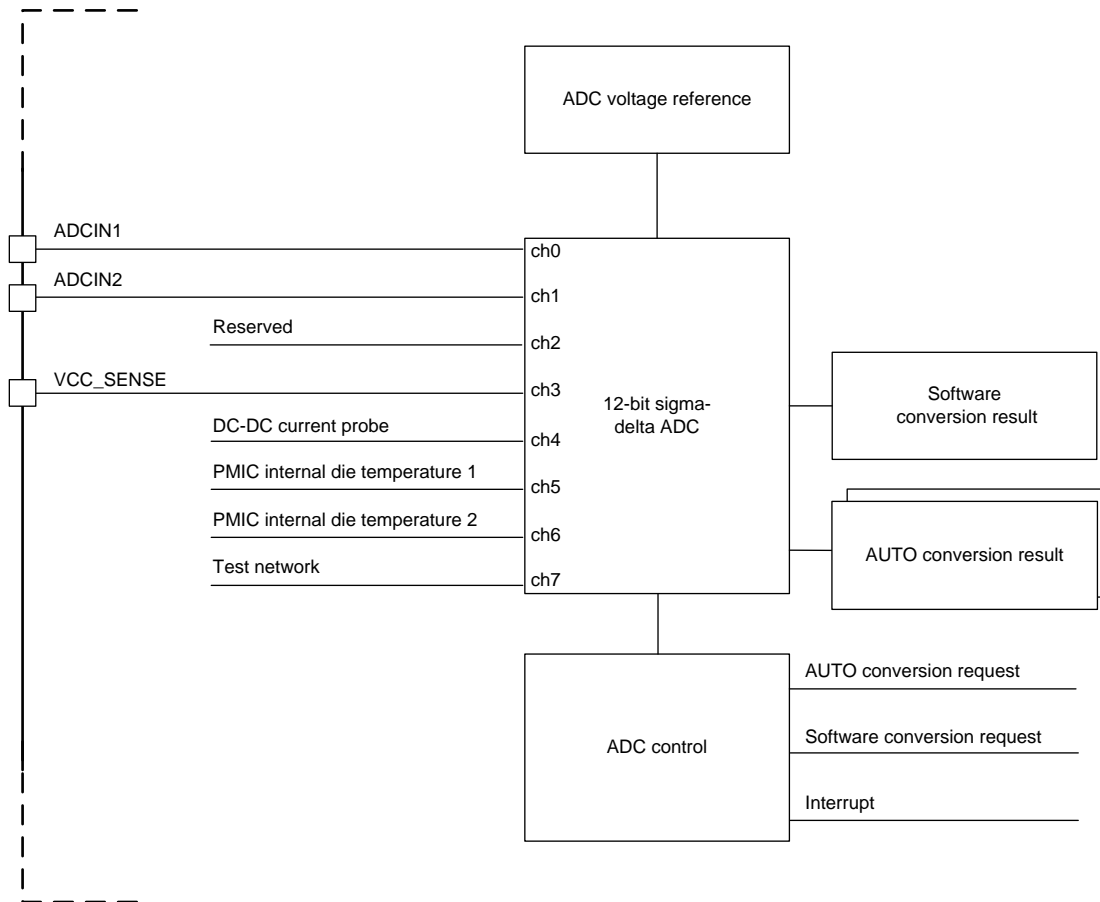 ADC voltage reference
ADCIN1
ch0
ADCIN2
ch1
Reserved
ch2
VCC_SENSE
ch3
DC-DC current probe
ch4
PMIC internal die temperature 1
ch5
PMIC internal die temperature 2
ch6
Test network
ch7
12-bit sigma-
delta ADC
Software
conversion result
AUTO conversion result
ADC control
AUTO conversion request
Software conversion request
Interrupt